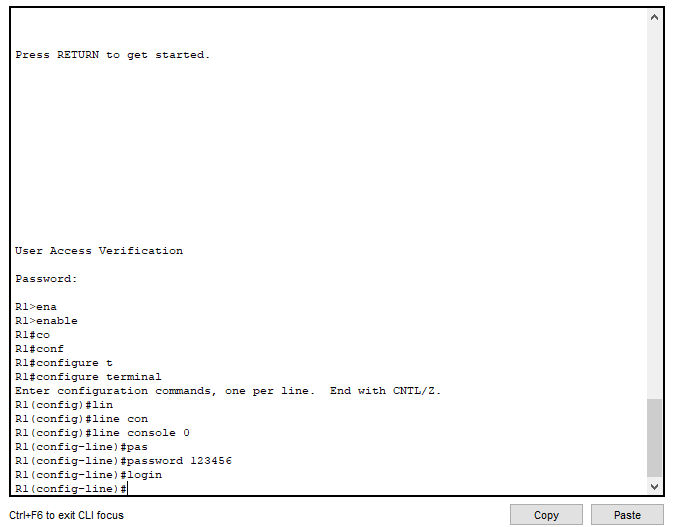 Press RETURN to get started.
User Access Verification
Password:
R1>ena
R1>enable
R1#co
R1#conf
R1#configure t
R1#configure terminal
Enter configuration commands, one per line.  End with CNTL/Z.
R1(config)#lin
R1(config)#line con
R1(config)#line console 0
R1(config-line)#pas
R1(config-line)#password 123456
R1(config-line)#login
R1(config-line)#
Ctrl+F6 to exit CLI focus
Copy
Paste